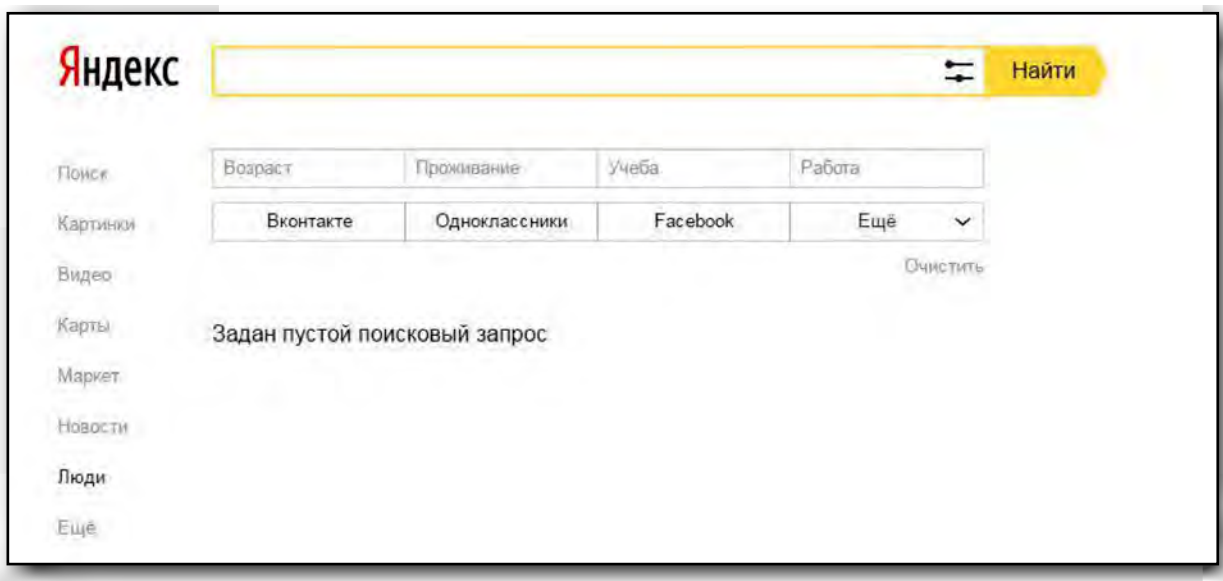 Яндекс Найти
Возраст Проживание Учеба Работа
Вконтакте Одноклассники Facebook Ещё
Очистить
Задан пустой поисковый запрос
Поиск
Картинки
Видео
Карты
Маркет
Новости
Люди
Ещё